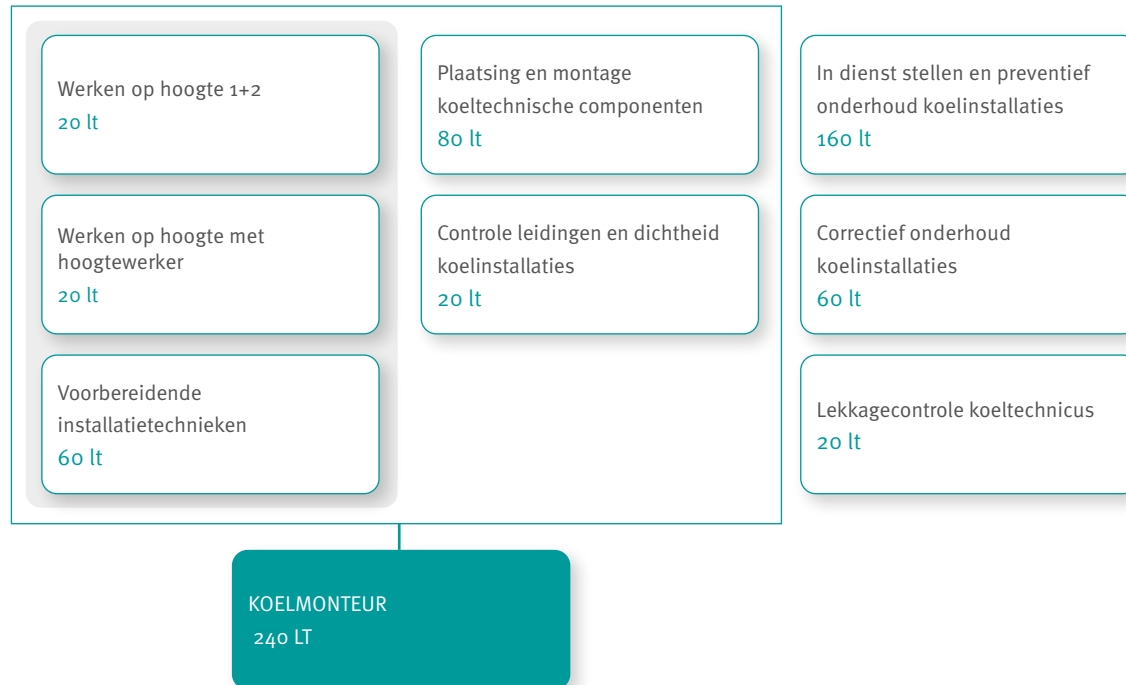 Werken op hoogte 1+2
20 lt
Plaatsing en montage
koeltechnische componenten
80 lt
In dienst stellen en preventief
onderhoud koelinstallaties
160 lt
Werken op hoogte met
hoogtewerker
20 lt
Controle leidingen en dichtheid
koelinstallaties
20 lt
Correctief onderhoud
koelinstallaties
60 lt
Voorbereidende
installatietechnieken
60 lt
Lekkagecontrole koeltechnicus
20 lt
KOELMONTEUR
240 LT